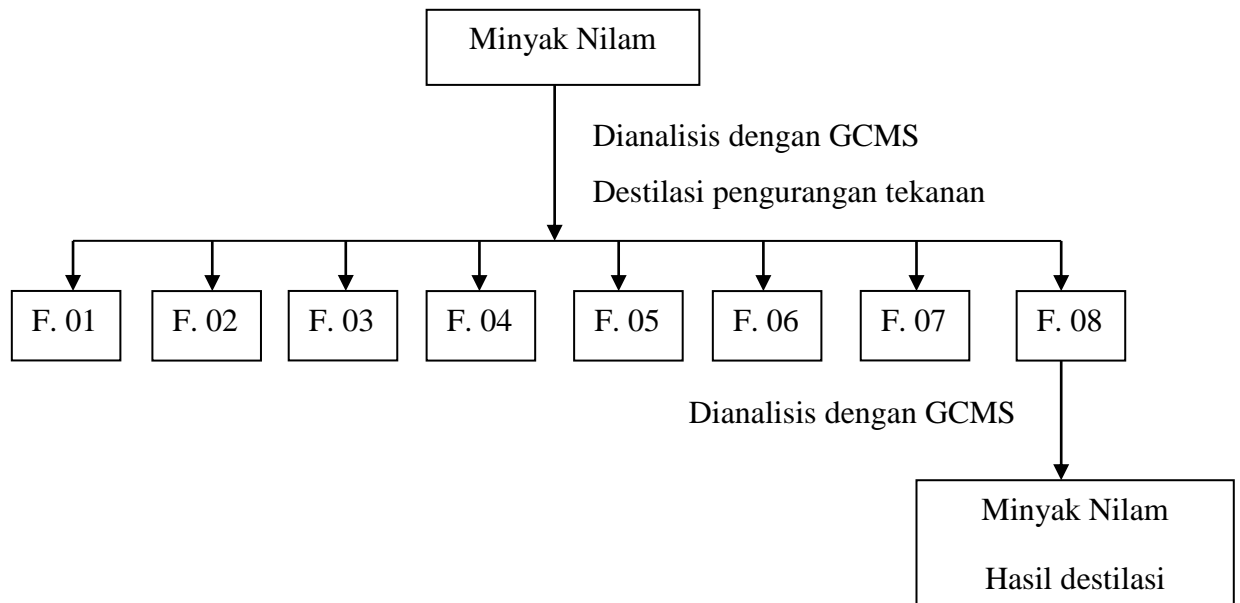 Minyak Nilam
Dianalisis dengan GCMS
Destilasi pengurangan tekanan
F. 01
F. 02
F. 03
F. 04
F. 05
F. 06
F. 07
F. 08
Dianalisis dengan GCMS
Minyak Nilam
Hasil destilasi